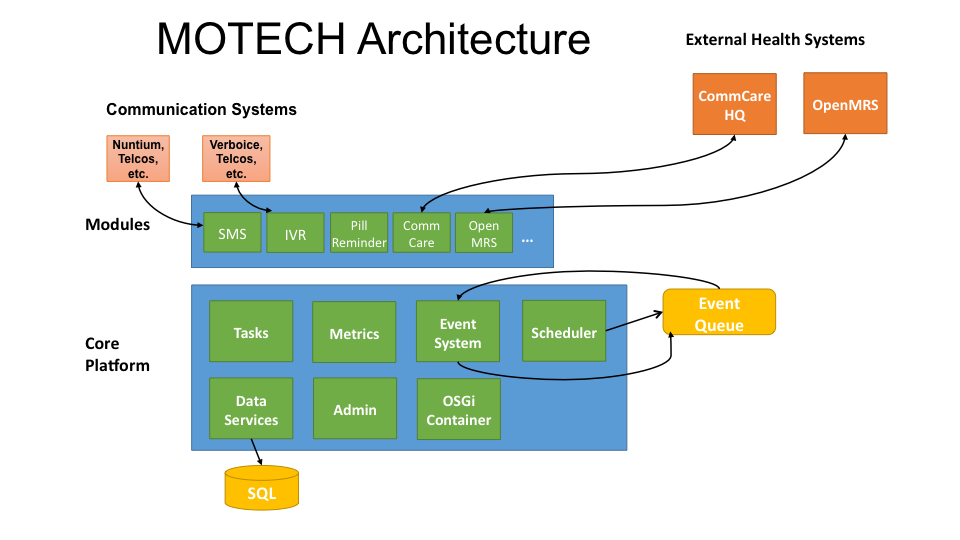 MOTECH Architecture
External Health Systems
CommCare
HQ
OpenMRS
Communication Systems
Nuntium,
Telcos,
etc.
Verboice,
Telcos,
etc.
Modules
SMS
IVR
Pill
Reminder
Comm
Care
Open
MRS
...
Core
Platform
Tasks
Metrics
Event
System
Scheduler
Event
Queue
Data
Services
Admin
OSGi
Container
SQL